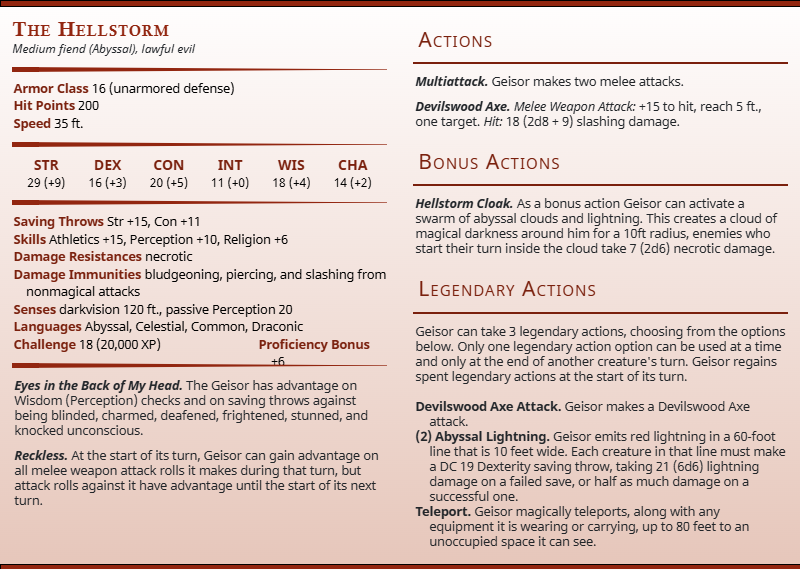 The Hellstorm
Medium fiend (Abyssal), lawful evil
Armor Class 16 (unarmored defense)
Hit Points 200
Speed 35 ft.
STR DEX CON INT WIS CHA
29 (+9) 16 (+3) 20 (+5) 11 (+0) 18 (+4) 14 (+2)
Saving Throws Str +15, Con +11
Skills Athletics +15, Perception +10, Religion +6
Damage Resistances necrotic
Damage Immunities bludgeoning, piercing, and slashing from
nonmagical attacks
Senses darkvision 120 ft., passive Perception 20
Languages Abyssal, Celestial, Common, Draconic
Challenge 18 (20,000 XP) Proficiency Bonus
+6
Eyes in the Back of My Head. The Geisor has advantage on
Wisdom (Perception) checks and on saving throws against
being blinded, charmed, deafened, frightened, stunned, and
knocked unconscious.
Reckless. At the start of its turn, Geisor can gain advantage on
all melee weapon attack rolls it makes during that turn, but
attack rolls against it have advantage until the start of its next
turn.
Actions
Multiattack. Geisor makes two melee attacks.
Devilswood Axe. Melee Weapon Attack: +15 to hit, reach 5 ft.,
one target. Hit: 18 (2d8 + 9) slashing damage.
Bonus Actions
Hellstorm Cloak. As a bonus action Geisor can activate a
swarm of abyssal clouds and lightning. This creates a cloud of
magical darkness around him for a 10ft radius, enemies who
start their turn inside the cloud take 7 (2d6) necrotic damage.
Legendary Actions
Geisor can take 3 legendary actions, choosing from the options
below. Only one legendary action option can be used at a time
and only at the end of another creature's turn. Geisor regains
spent legendary actions at the start of its turn.
Devilswood Axe Attack. Geisor makes a Devilswood Axe
attack.
(2) Abyssal Lightning. Geisor emits red lightning in a 60-foot
line that is 10 feet wide. Each creature in that line must make
a DC 19 Dexterity saving throw, taking 21 (6d6) lightning
damage on a failed save, or half as much damage on a
successful one.
Teleport. Geisor magically teleports, along with any
equipment it is wearing or carrying, up to 80 feet to an
unoccupied space it can see.